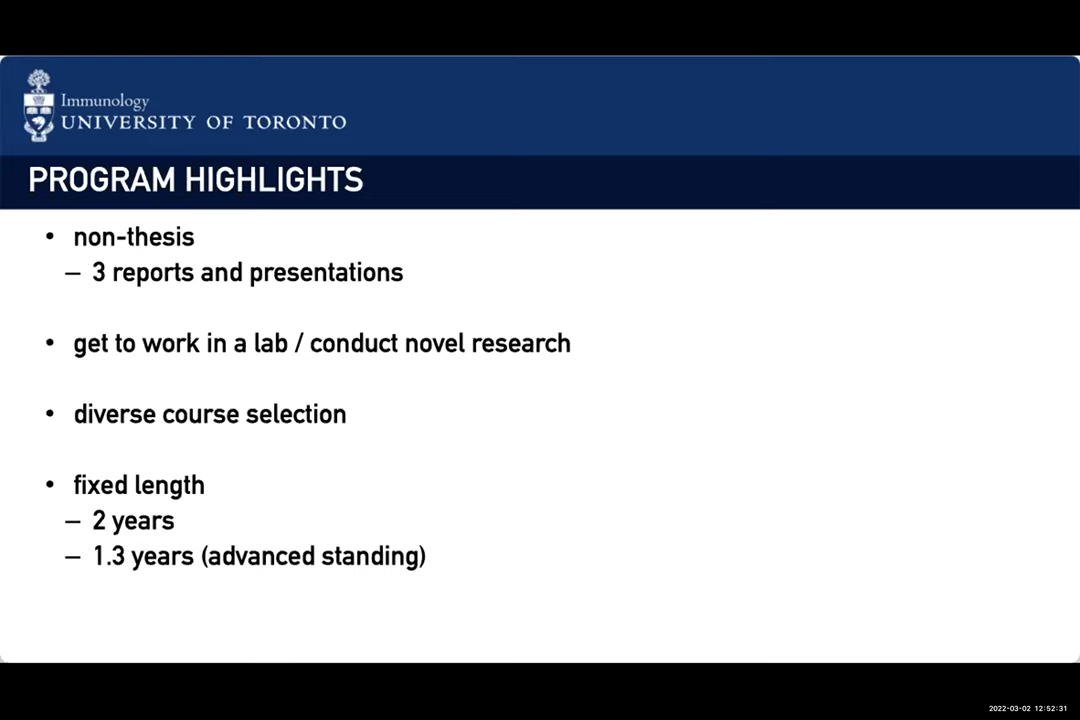 Immunology
UNIVERSITY OF TORONTO
PROGRAM HIGHLIGHTS
• non-thesis
– 3 reports and presentations
• get to work in a lab / conduct novel research
• diverse course selection
• fixed length
– 2 years
– 1.3 years (advanced standing)
2022-03-02 12:52:31